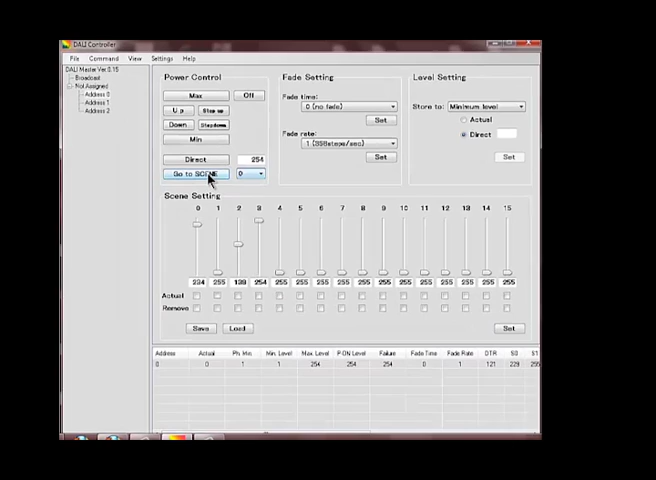 DALI Controller
File Command View Settings Help
DALI Master Ver.0.15
Broadcast
Not Assigned
Address 0
Address 1
Address 2
Power Control
Max Off
Up Step up
Down Stepdown
Min
Direct 254
Go to SCENE 0
Fade Setting
Fade time:
0 (no fade)
Set
Fade rate:
1 (358steps/sec)
Set
Level Setting
Store to: Minimum level
Actual
Direct
Set
Scene Setting
0 1 2 3 4 5 6 7 8 9 10 11 12 13 14 15
234 255 138 254 255 255 255 255 255 255 255 255 255 255 255 255
Actual
Remove
Save Load Set
Address Actual Ph. Min. Min. Level Max. Level P.ON Level Failure Fade Time Fade Rate DTR S0 S1
0 0 1 1 254 254 254 0 1 121 229 255